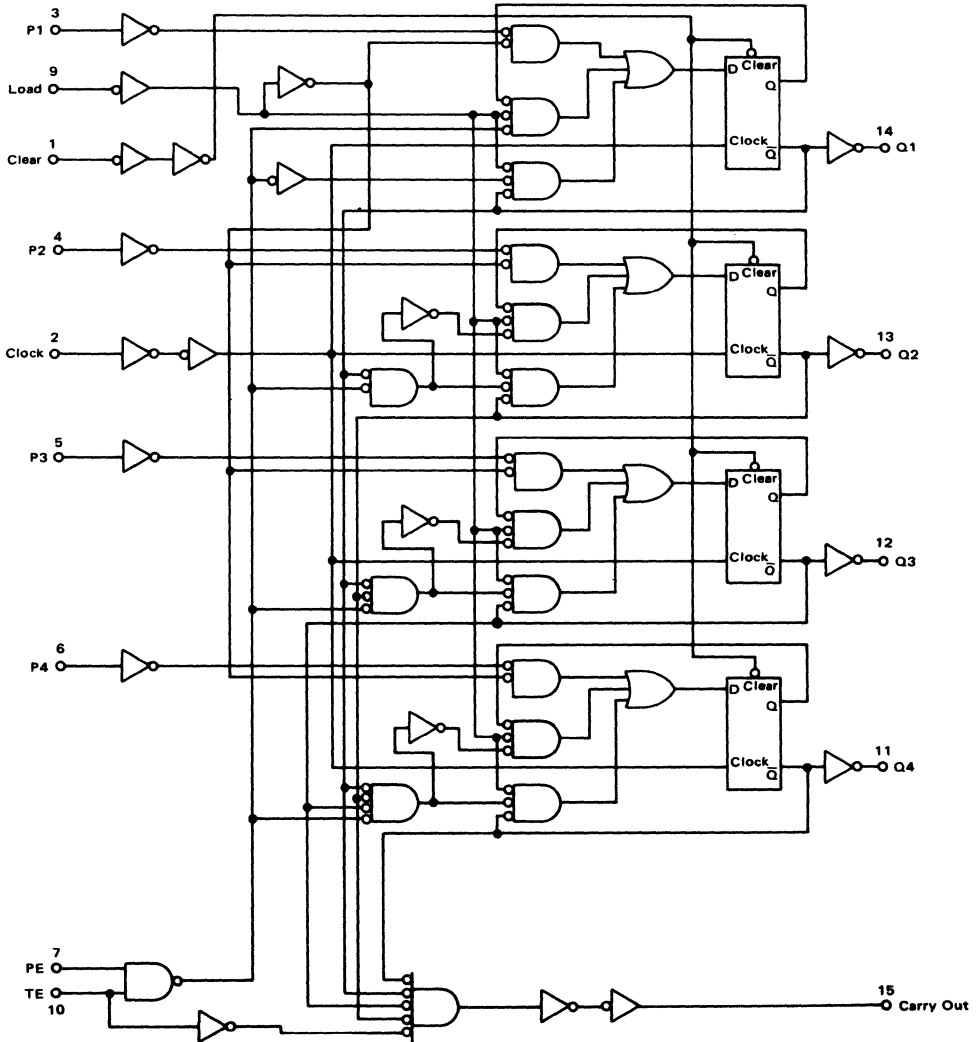 3
P1
9
Load
1
Clear
D Clear
Q
Clock
Q
14
Q1
4
P2
D Clear
Q
2
Clock
Clock
Q
13
Q2
5
P3
D Clear
Q
Clock
Q
12
Q3
6
P4
D Clear
Q
Clock
Q
11
Q4
7
PE
TE
10
15
Carry Out